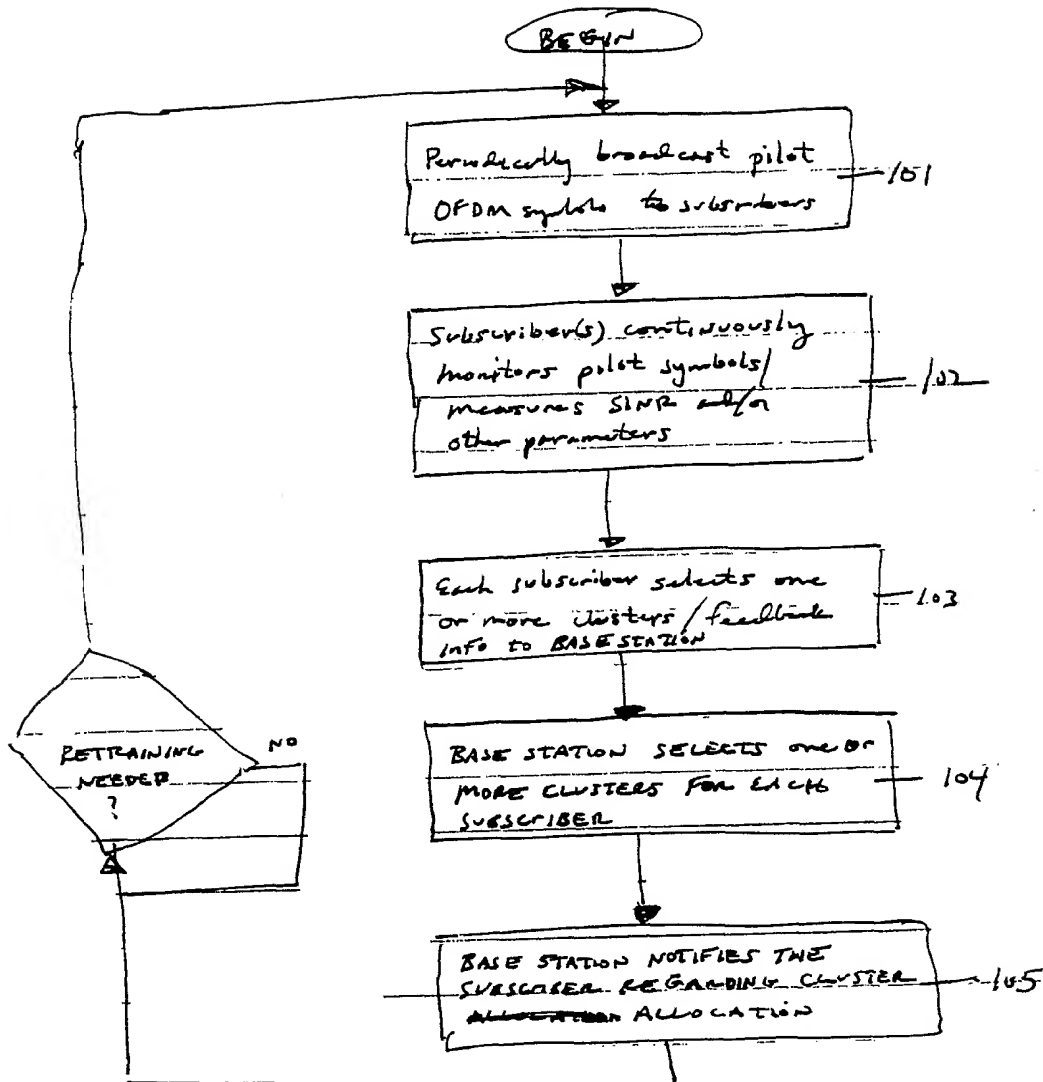 BEGIN
Periodically broadcast pilot
OFDM symbols to subscribers
101
Subscriber(s) continuously
monitors pilot symbols/
measures SINR and/or
other parameters
102
Each subscriber selects one
or more clusters / feedback
info to BASE STATION
103
BASE STATION SELECTS one or
MORE CLUSTERS FOR EACH
SUBSCRIBER
104
BASE STATION NOTIFIES THE
SUBSCRIBER REGARDING CLUSTER
ALLOCATION
105
RETRAINING
NEEDED
?
NO